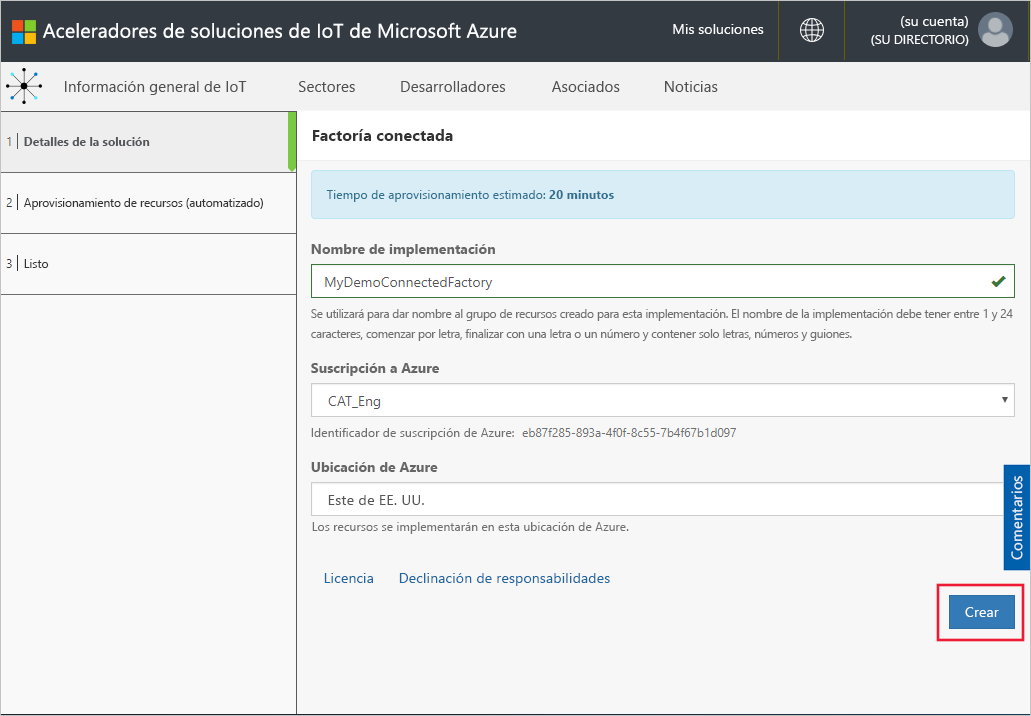 Aceleradores de soluciones de IoT de Microsoft Azure
Mis soluciones
(su cuenta)
(SU DIRECTORIO)
Información general de IoT
Sectores
Desarrolladores
Asociados
Noticias
1 | Detalles de la solución
2 | Aprovisionamiento de recursos (automatizado)
3 | Listo
Factoría conectada
Tiempo de aprovisionamiento estimado: 20 minutos
Nombre de implementación
MyDemoConnectedFactory
Se utilizará para dar nombre al grupo de recursos creado para esta implementación. El nombre de la implementación debe tener entre 1 y 24
caracteres, comenzar por letra, finalizar con una letra o un número y contener solo letras, números y guiones.
Suscripción a Azure
CAT_Eng
Identificador de suscripción de Azure: eb87f285-893a-4f0f-8c55-7b4f67b1d097
Ubicación de Azure
Este de EE. UU.
Los recursos se implementarán en esta ubicación de Azure.
Comentarios
Licencia
Declinación de responsabilidades
Crear